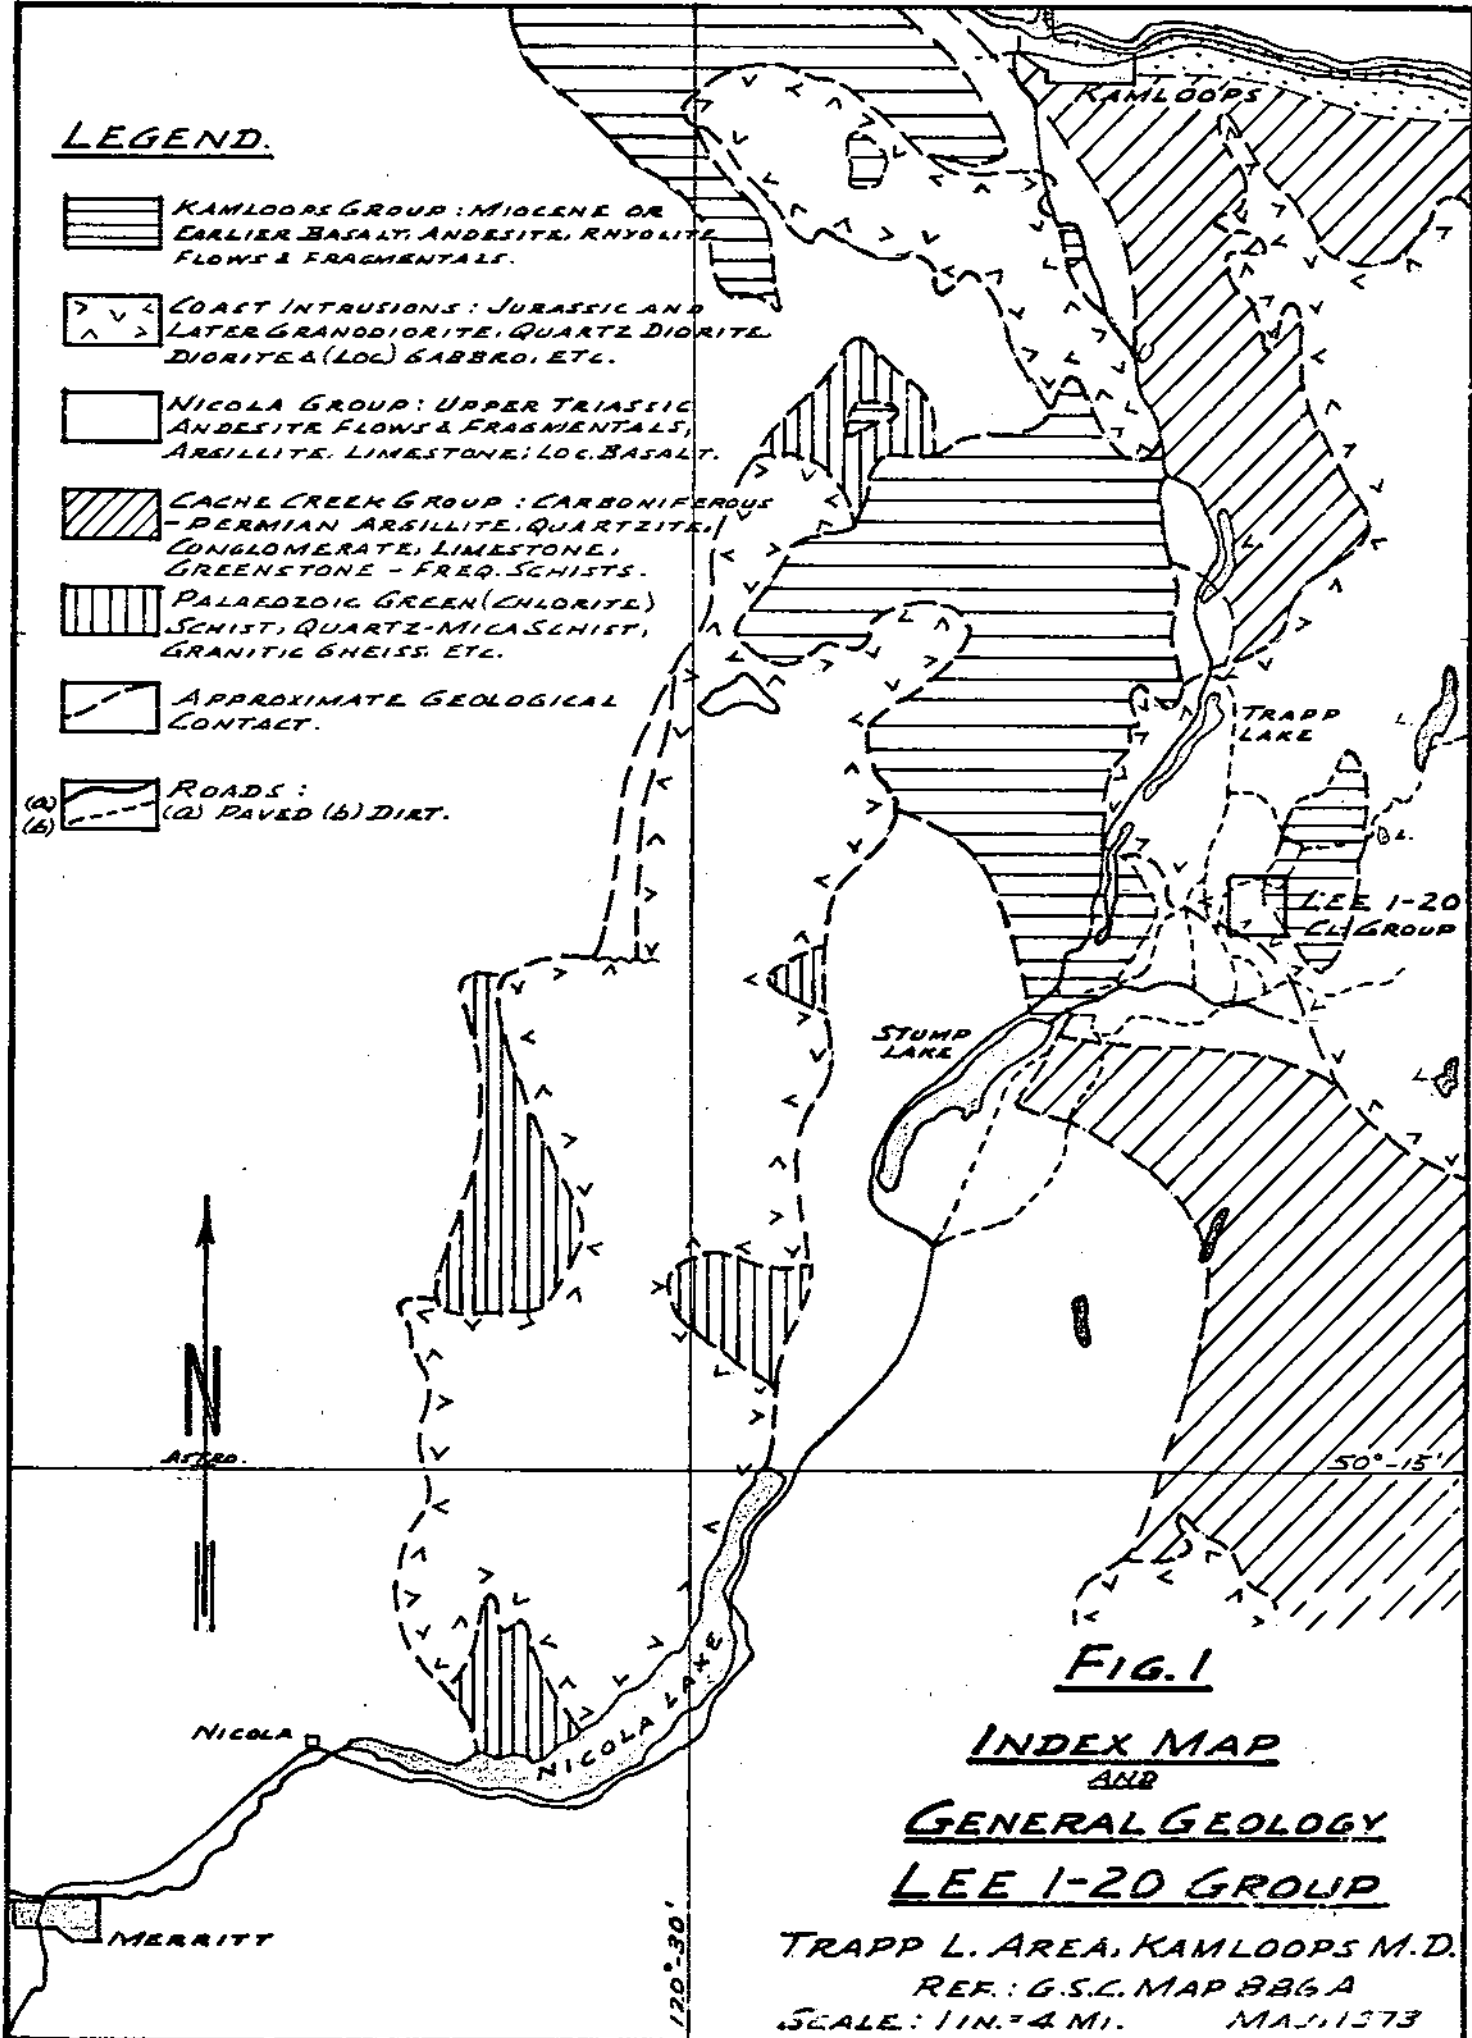 LEGEND.
KAMLOOPS GROUP: MIOCENE OR
EARLIER BASALT, ANDESITE, RHYOLITE
FLOWS & FRAGMENTALS.
COAST INTRUSIONS: JURASSIC AND
LATER GRANODIORITE, QUARTZ DIORITE
DIORITE & (LOC) GABBRO, ETC.
NICOLA GROUP: UPPER TRIASSIC
ANDESITE FLOWS & FRAGMENTALS,
ARGILLITE, LIMESTONE; LOC. BASALT.
CACHE CREEK GROUP: CARBONIFEROUS
-PERMIAN ARGILLITE, QUARTZITE,
CONGLOMERATE, LIMESTONE,
GREENSTONE - FREQ. SCHISTS.
PALAEOZOIC GREEN (CHLORITE)
SCHIST, QUARTZ-MICA SCHIST,
GRANITIC GNEISS, ETC.
APPROXIMATE GEOLOGICAL
CONTACT.
(a)
(b)
ROADS:
(a) PAVED (b) DIRT.
KAMLOOPS
TRAPP
LAKE
L.
B L.
LEE 1-20
CL. GROUP
STUMP
LAKE
L.
N
ASTRO.
50°-15'
NICOLA LAKE
NICOLA
MERRITT
120°-30'
FIG. 1
INDEX MAP
AND
GENERAL GEOLOGY
LEE 1-20 GROUP
TRAPP L. AREA, KAMLOOPS M.D.
REF.: G.S.C. MAP 886A
SCALE: 1 IN. = 4 MI. MAY, 1973